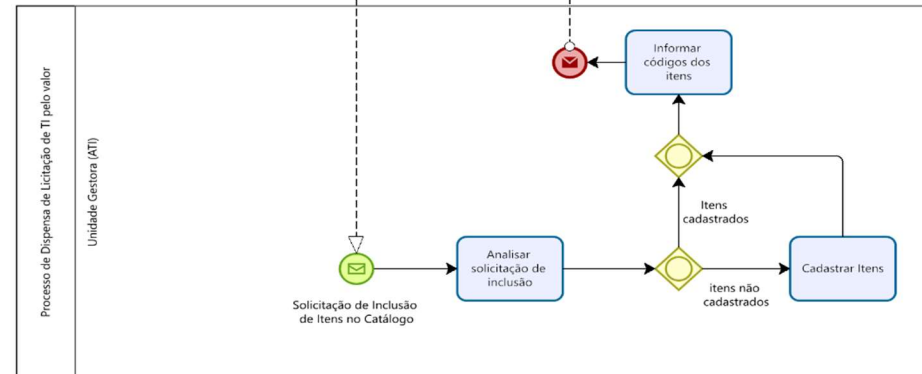 Processo de Dispensa de Licitação de TI pelo valor
Unidade Gestora (ATI)
Informar
códigos dos
itens
Itens
cadastrados
Analisar
solicitação de
inclusão
Cadastrar Itens
itens não
cadastrados
Solicitação de Inclusão
de Itens no Catálogo